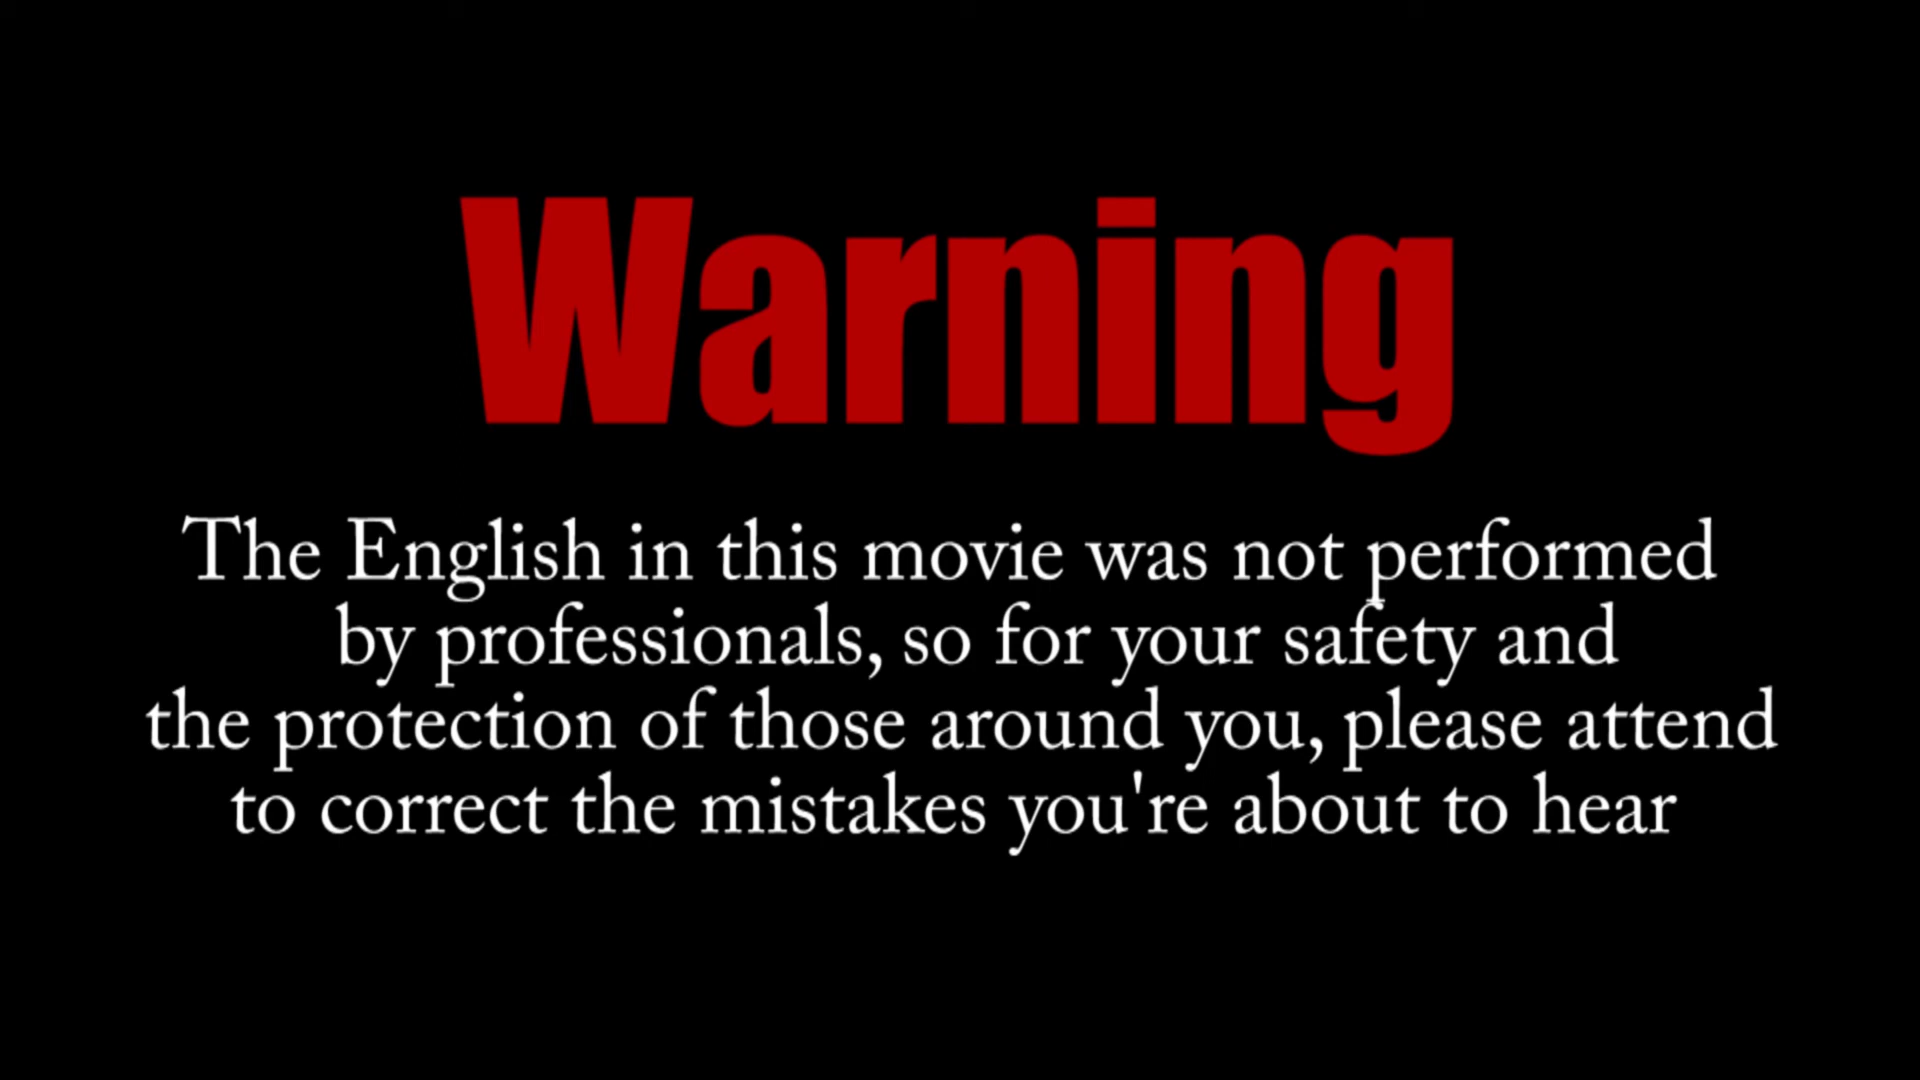 Warning
The English in this movie was not performed
by professionals, so for your safety and
the protection of those around you, please attend
to correct the mistakes you're about to hear